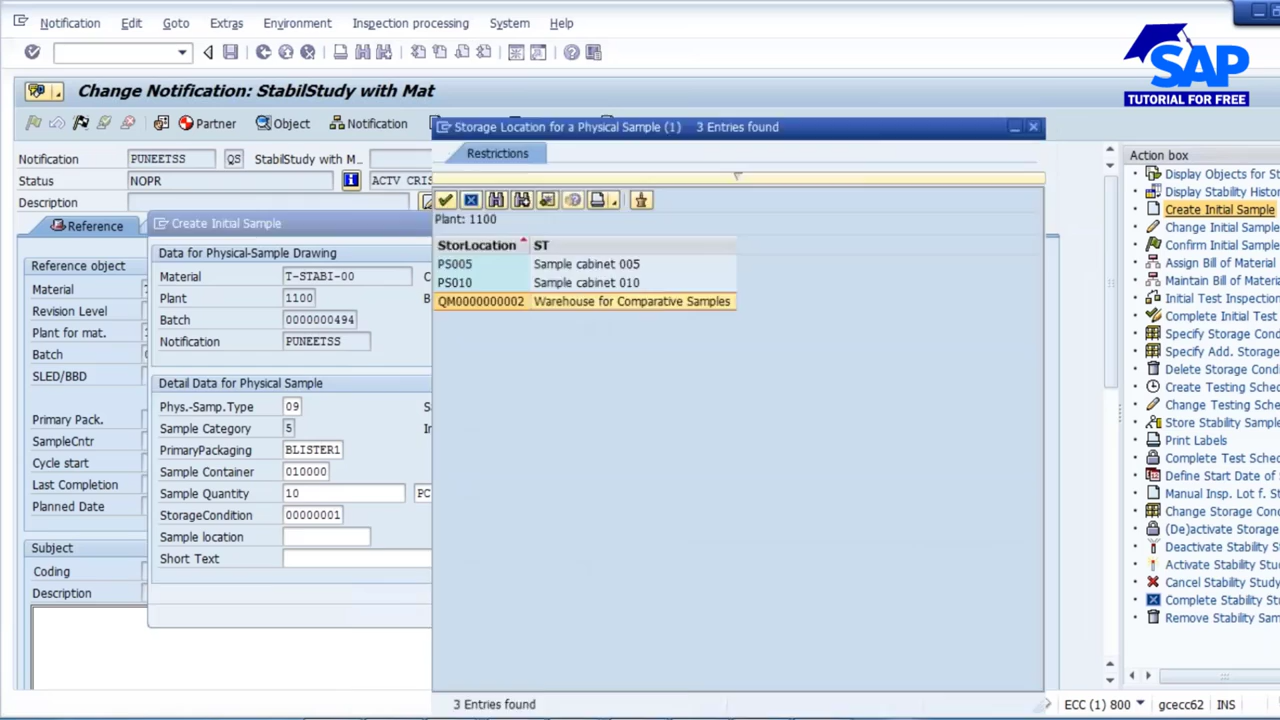 Notification Edit Goto Extras Environment Inspection processing System Help
SAP
TUTORIAL FOR FREE
Change Notification: StabilStudy with Mat
Partner Object Notification
Notification PUNEETSS QS StabilStudy with M...
Status NOPR ACTV CRIS
Description
Reference
Reference object
Material
Revision Level
Plant for mat.
Batch
SLED/BBD
Primary Pack.
SampleCntr
Cycle start
Last Completion
Planned Date
Subject
Coding
Description
Create Initial Sample
Data for Physical-Sample Drawing
Material T-STABI-00
Plant 1100
Batch 0000000494
Notification PUNEETSS
Detail Data for Physical Sample
Phys.-Samp.Type 09
Sample Category 5
PrimaryPackaging BLISTER1
Sample Container 010000
Sample Quantity 10 PC
StorageCondition 00000001
Sample location
Short Text
Storage Location for a Physical Sample (1) 3 Entries found
Restrictions
Plant: 1100
StorLocation ST
PS005 Sample cabinet 005
PS010 Sample cabinet 010
QM0000000002 Warehouse for Comparative Samples
3 Entries found
Action box
Display Objects for St
Display Stability Histor
Create Initial Sample
Change Initial Sample
Confirm Initial Sample
Assign Bill of Material
Maintain Bill of Materia
Initial Test Inspection
Complete Initial Test
Specify Storage Cond
Specify Add. Storage
Delete Storage Condi
Create Testing Sche
Change Testing Sche
Store Stability Sample
Print Labels
Complete Test Sched
Define Start Date of S
Manual Insp. Lot f. St
Change Storage Cond
(De)activate Storage
Deactivate Stability S
Activate Stability Stu
Cancel Stability Study
Complete Stability Stu
Remove Stability Sam
ECC (1) 800 gcecc62 INS